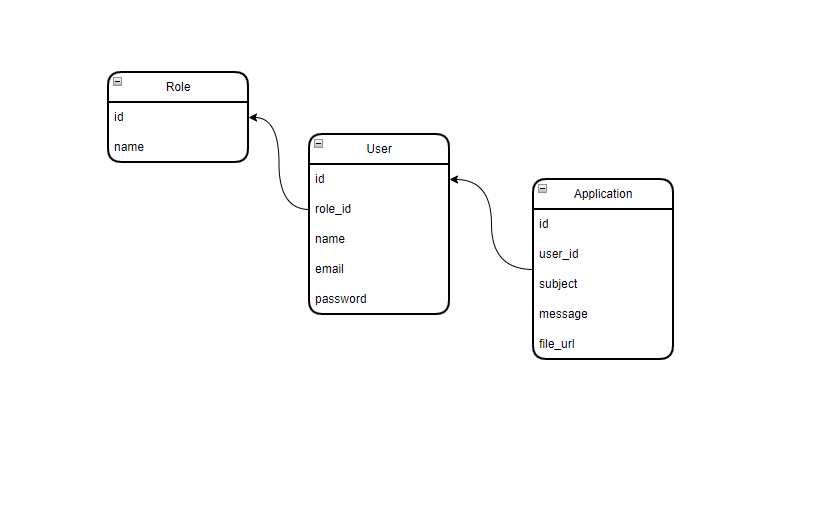 Role
id
name
User
id
role_id
name
email
password
Application
id
user_id
subject
message
file_url